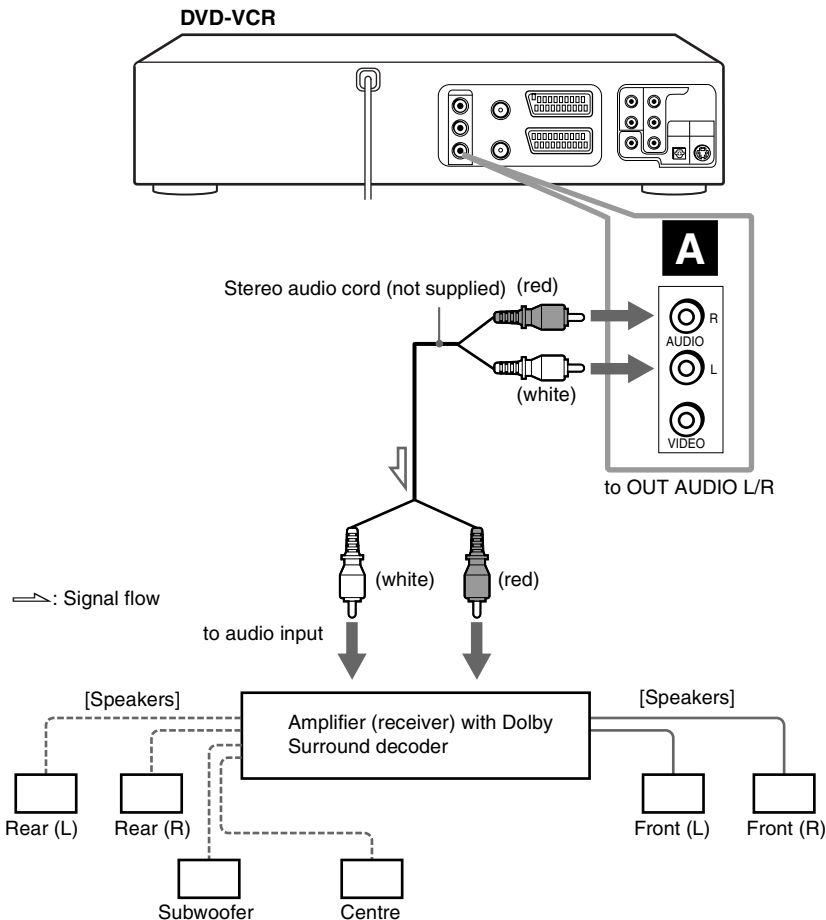 DVD-VCR
A
Stereo audio cord (not supplied)
(red)
R
AUDIO
L
(white)
VIDEO
to OUT AUDIO L/R
(white)
(red)
: Signal flow
to audio input
[Speakers]
[Speakers]
Amplifier (receiver) with Dolby
Surround decoder
Rear (L)
Rear (R)
Front (L)
Front (R)
Subwoofer
Centre